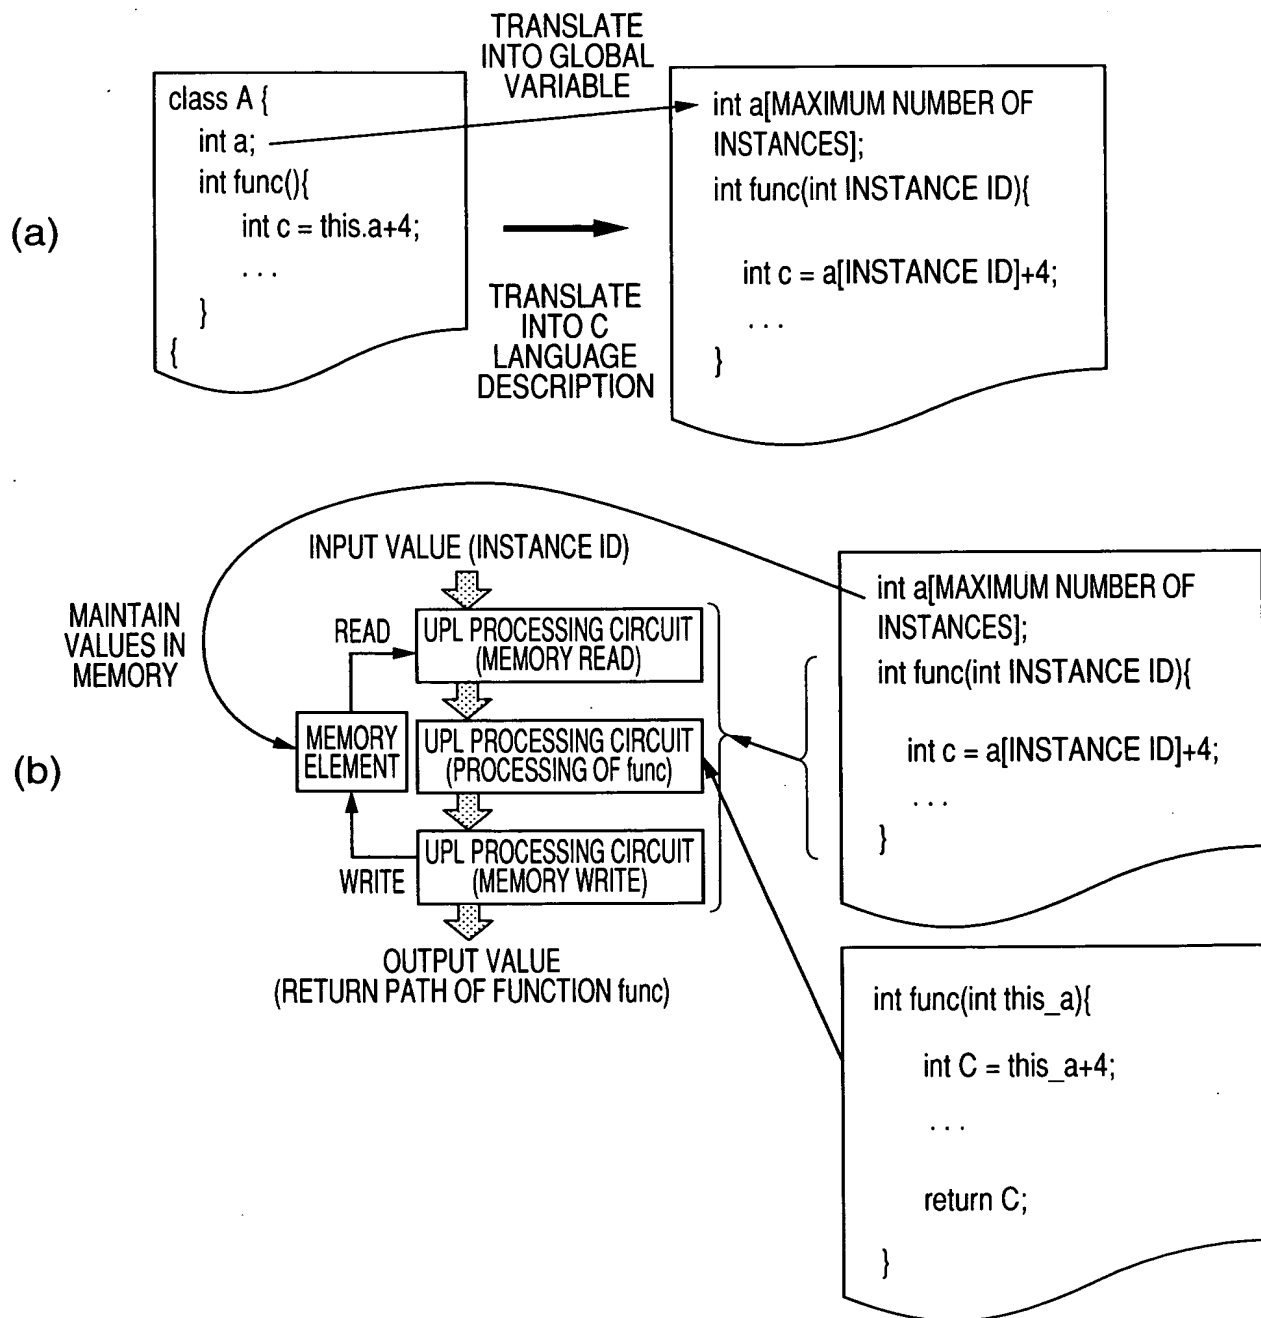 (a)
class A {
int a;
int func(){
int c = this.a+4;
...
}
{
TRANSLATE
INTO GLOBAL
VARIABLE
TRANSLATE
INTO C
LANGUAGE
DESCRIPTION
int a[MAXIMUM NUMBER OF
INSTANCES];
int func(int INSTANCE ID){
int c = a[INSTANCE ID]+4;
...
}
(b)
MAINTAIN
VALUES IN
MEMORY
INPUT VALUE (INSTANCE ID)
READ
UPL PROCESSING CIRCUIT
(MEMORY READ)
MEMORY
ELEMENT
UPL PROCESSING CIRCUIT
(PROCESSING OF func)
WRITE
UPL PROCESSING CIRCUIT
(MEMORY WRITE)
OUTPUT VALUE
(RETURN PATH OF FUNCTION func)
int a[MAXIMUM NUMBER OF
INSTANCES];
int func(int INSTANCE ID){
int c = a[INSTANCE ID]+4;
...
}
int func(int this_a){
int C = this_a+4;
...
return C;
}